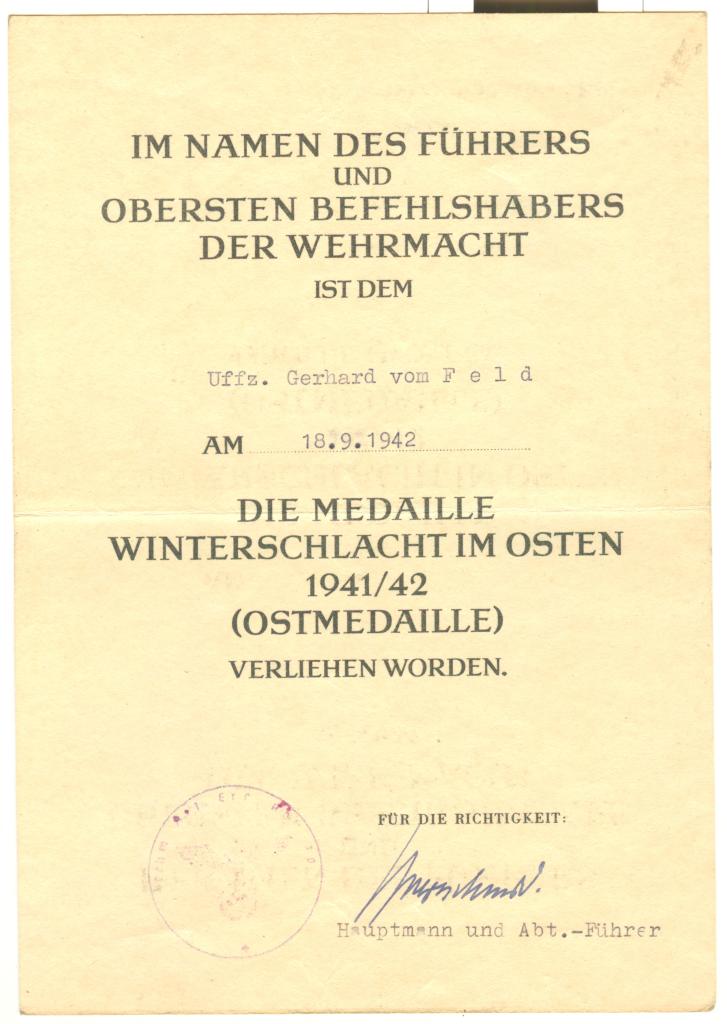 IM NAMEN DES FÜHRERS
UND
OBERSTEN BEFEHLSHABERS
DER WEHRMACHT
IST DEM
Uffz. Gerhard vom F e l d
AM 18.9.1942
DIE MEDAILLE
WINTERSCHLACHT IM OSTEN
1941/42
(OSTMEDAILLE)
VERLIEHEN WORDEN.
FÜR DIE RICHTIGKEIT:
Hauptmann und Abt.-Führer